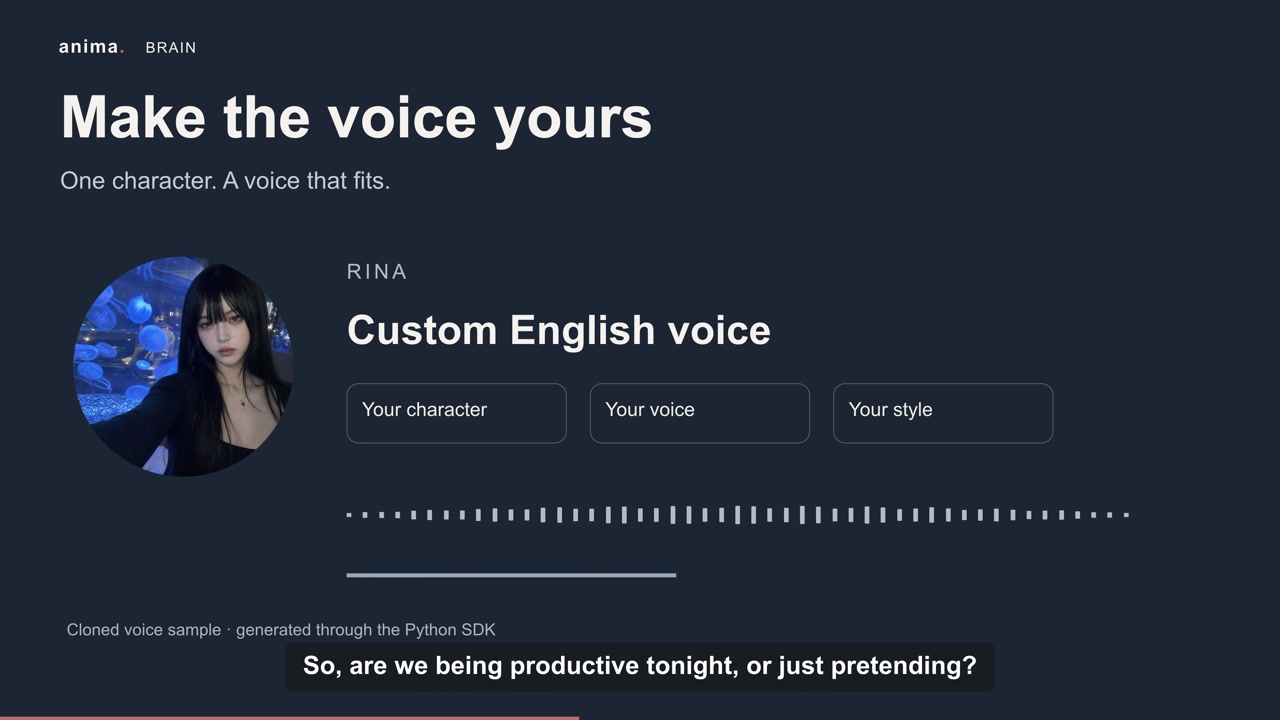 anima. BRAIN
Make the voice yours
One character. A voice that fits.
RINA
Custom English voice
Your character
Your voice
Your style
Cloned voice sample · generated through the Python SDK
So, are we being productive tonight, or just pretending?